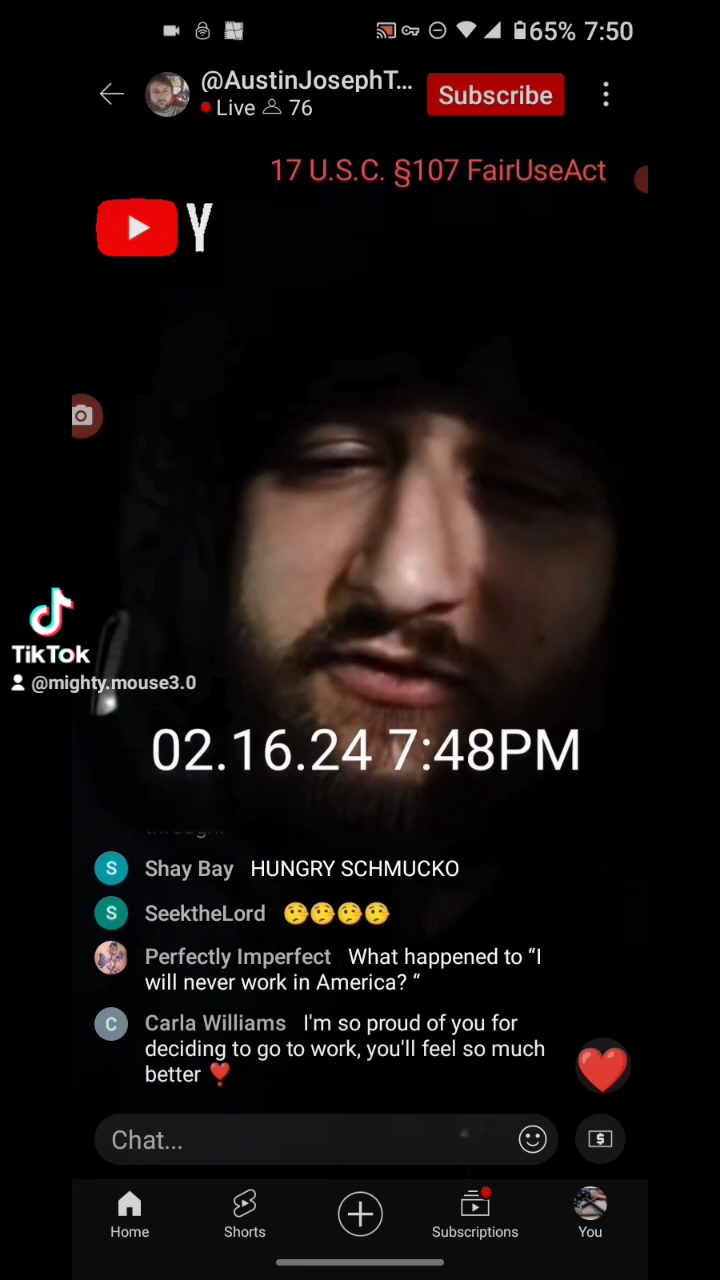 65% 7:50
@AustinJosephT...
Live 76
Subscribe
17 U.S.C. §107 FairUseAct
Y
TikTok
@mighty.mouse3.0
02.16.24 7:48PM
S Shay Bay HUNGRY SCHMUCKO
S SeektheLord 🤥🤥🤥🤥
Perfectly Imperfect What happened to “I
will never work in America? “
C Carla Williams I'm so proud of you for
deciding to go to work, you'll feel so much
better ❣️
Chat...
Home Shorts Subscriptions You